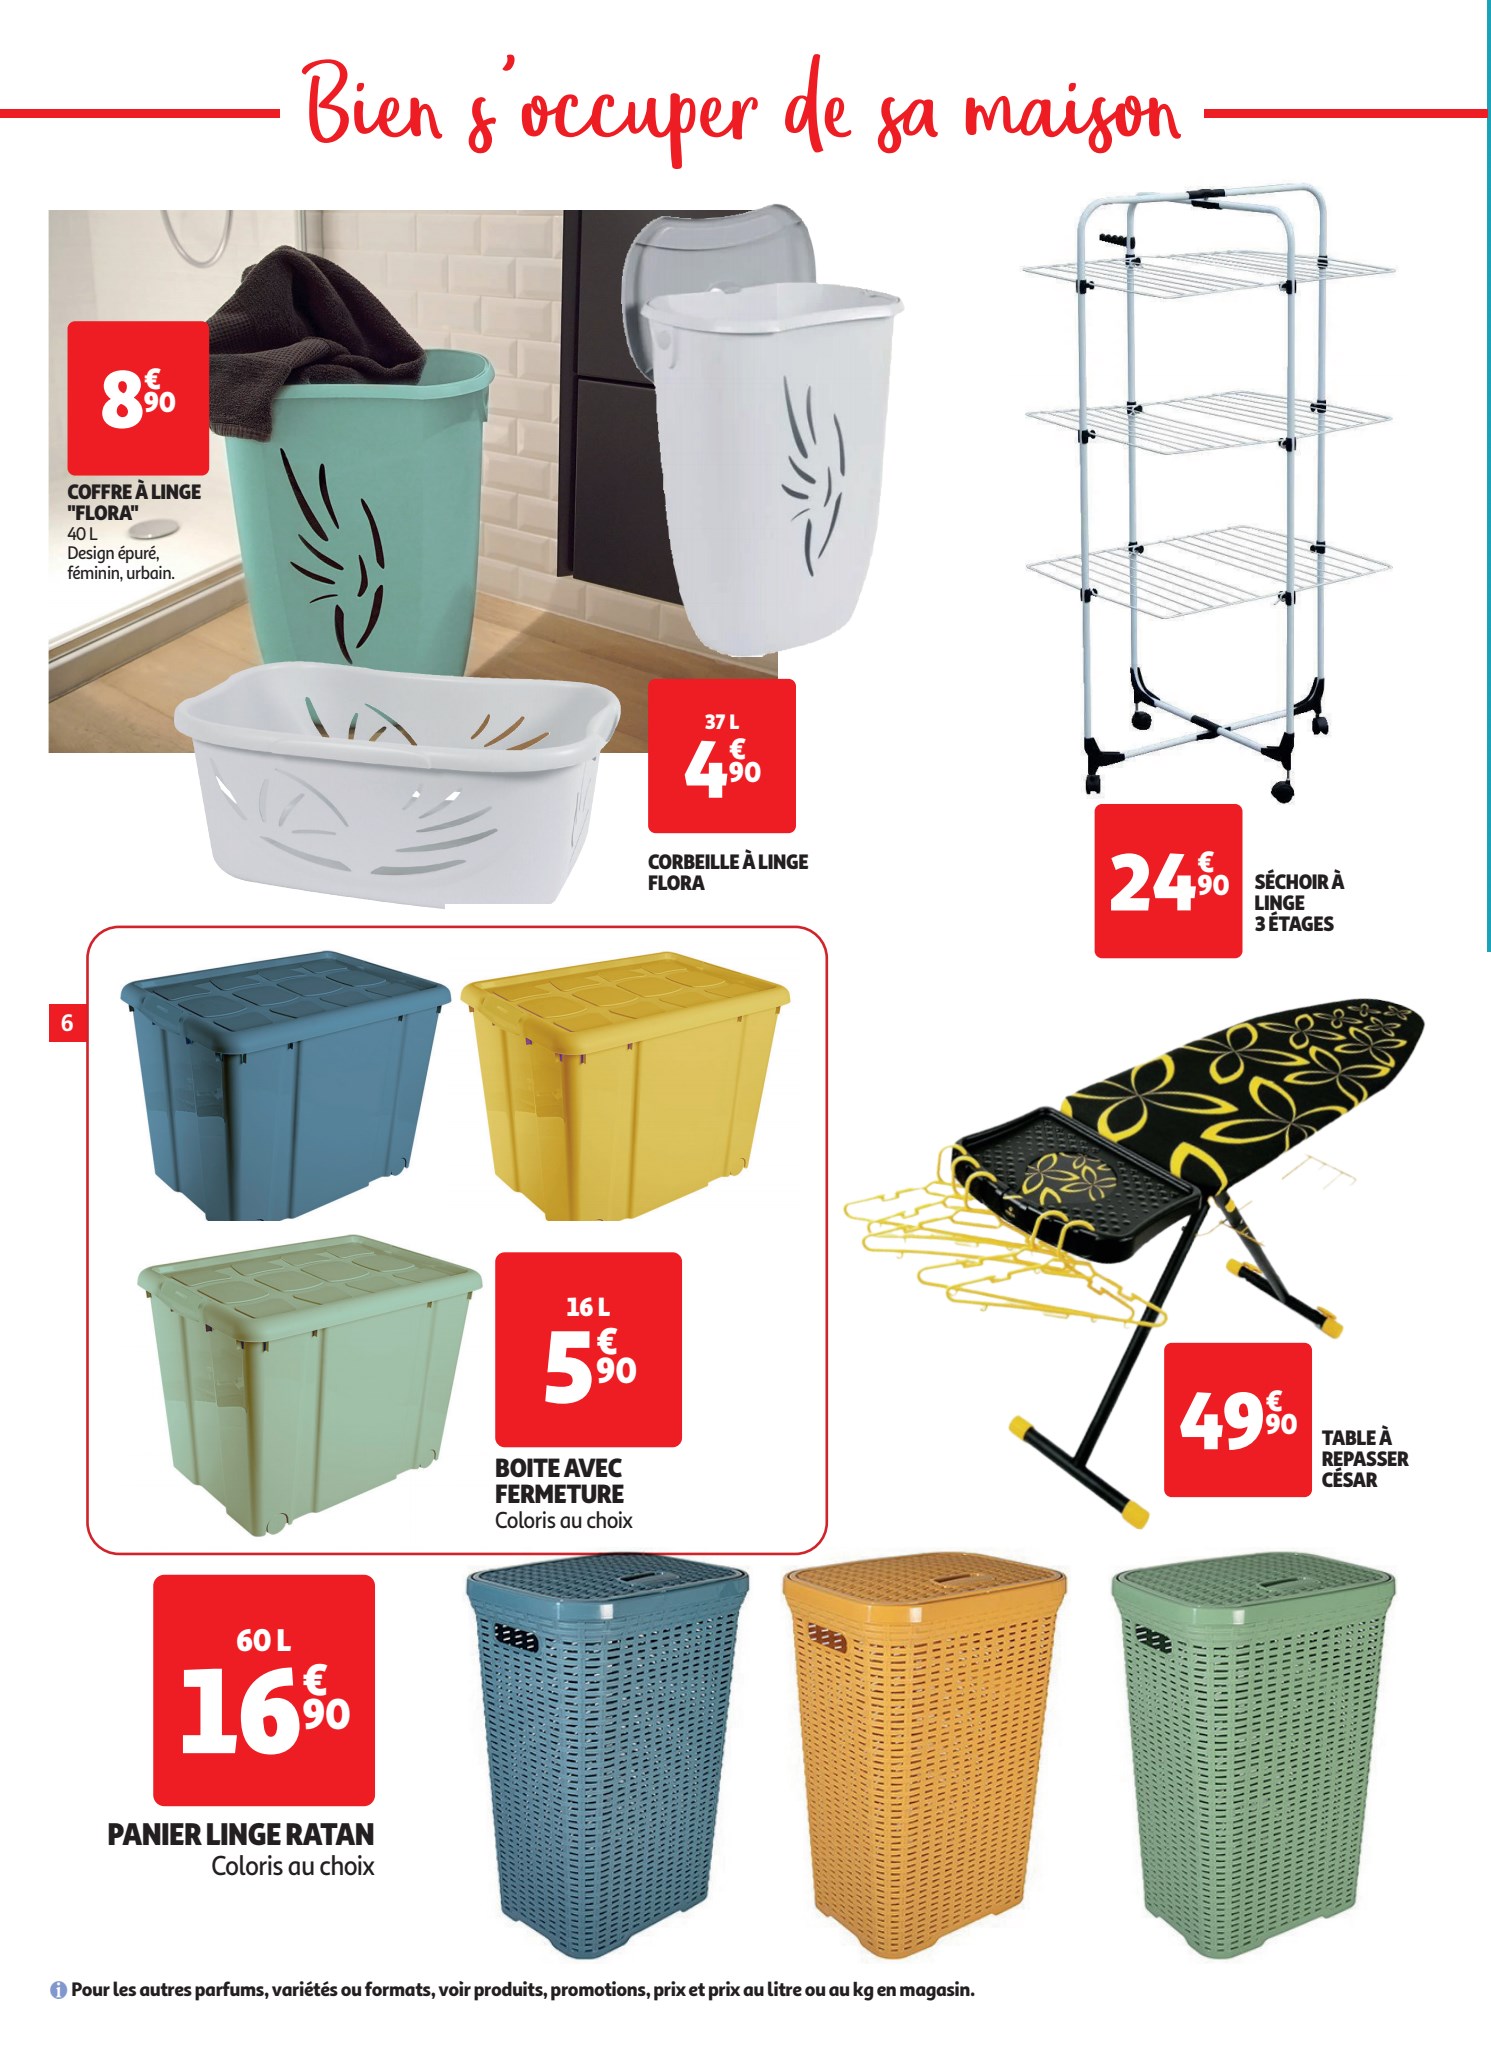 Bien s'occuper de sa maison
8€90
COFFRE À LINGE
"FLORA"
40 L
Design épuré,
féminin, urbain.
37 L
4€90
CORBEILLE À LINGE
FLORA
24€90
SÉCHOIR À
LINGE
3 ÉTAGES
6
16 L
5€90
BOITE AVEC
FERMETURE
Coloris au choix
49€90
TABLE À
REPASSER
CÉSAR
60 L
16€90
PANIER LINGE RATAN
Coloris au choix
i Pour les autres parfums, variétés ou formats, voir produits, promotions, prix et prix au litre ou au kg en magasin.